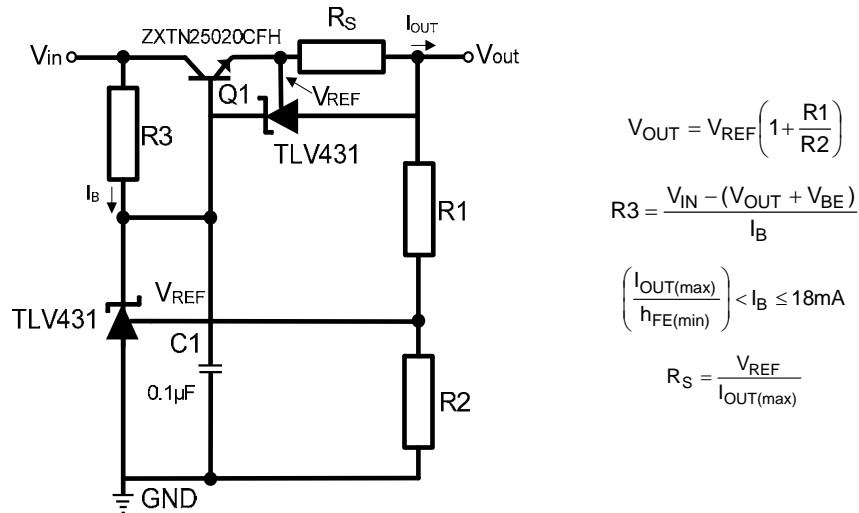 ZXTN25020CFH
RS
IOUT
Vin
Vout
Q1
VREF
R3
TLV431
IB
R1
VREF
TLV431
C1
0.1µF
R2
GND
VOUT = VREF(1 + R1/R2)
R3 = (VIN − (VOUT + VBE))/IB
(IOUT(max)/hFE(min)) < IB ≤ 18mA
RS = VREF/IOUT(max)